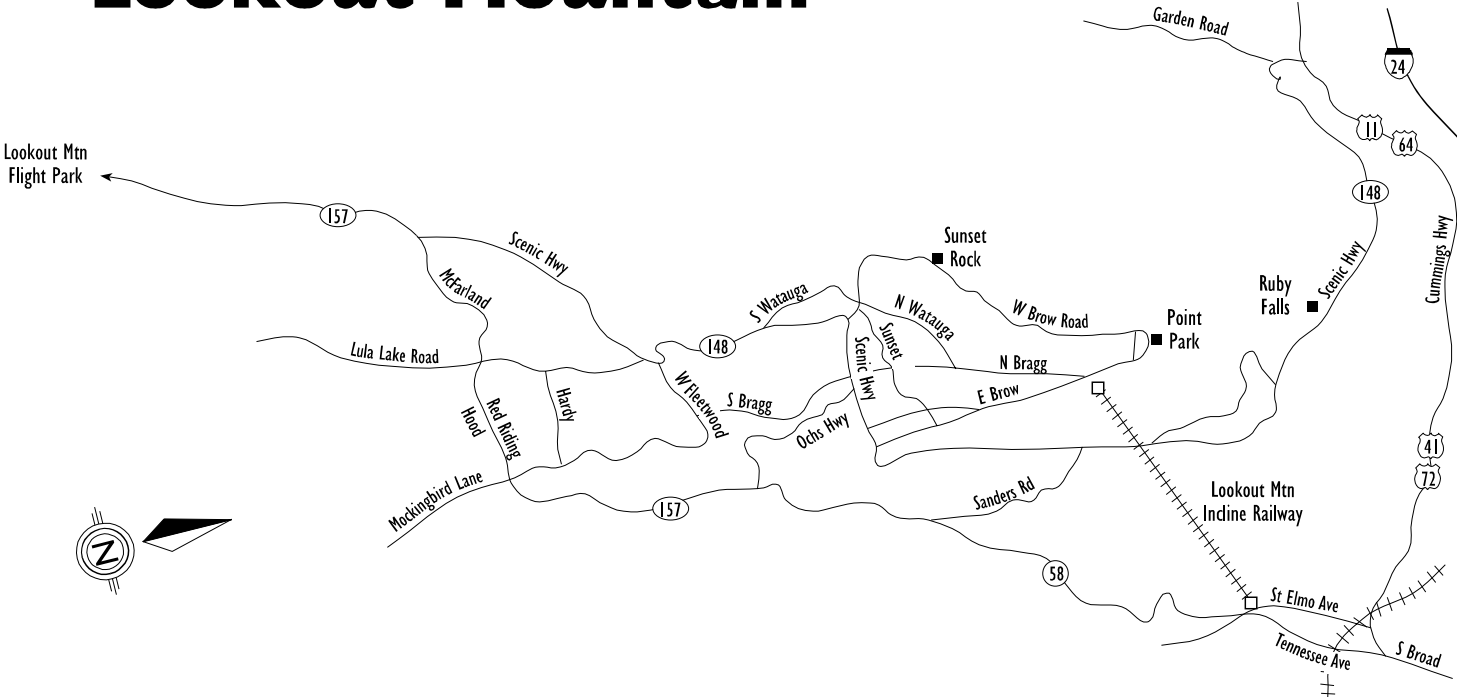 Lookout Mountain
Garden Road
24
11
64
Lookout Mtn
Flight Park
157
148
Scenic Hwy
Cummings Hwy
Scenic Hwy
McFarland
Sunset
Rock
Ruby
Falls
S Watauga
N Watauga
W Brow Road
Point
Park
Lula Lake Road
148
Sunset
Scenic Hwy
N Bragg
E Brow
W Fleetwood
S Bragg
Hardy
Red Riding
Hood
Ochs Hwy
41
72
Mockingbird Lane
157
Sanders Rd
Lookout Mtn
Incline Railway
N
58
St Elmo Ave
Tennessee Ave
S Broad